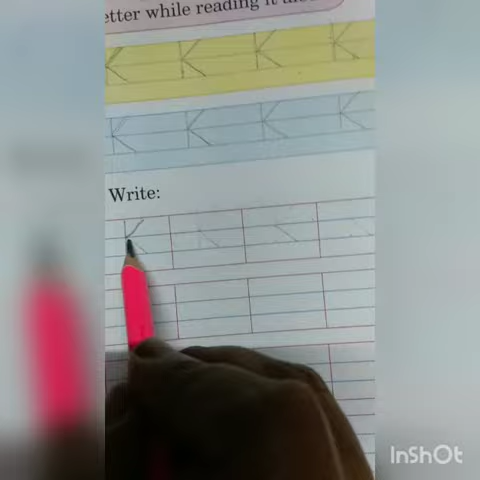 etter while reading it
K K K K
K K K K
Write:
K
InShOt